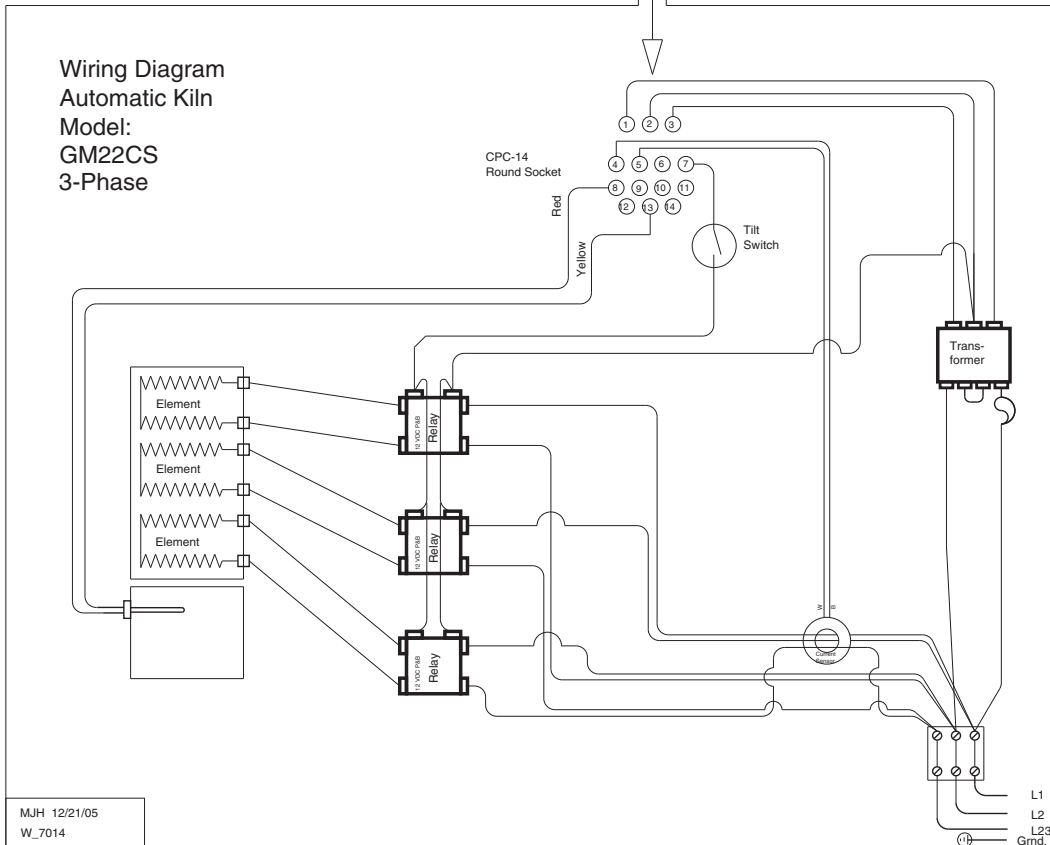 Wiring Diagram
Automatic Kiln
Model:
GM22CS
3-Phase
1 2 3
CPC-14
Round Socket
4 5 6 7
8 9 10 11
12 13 14
Red
Yellow
Tilt
Switch
Trans-
former
Element
Element
Element
12 VDC P&B
Relay
12 VDC P&B
Relay
12 VDC P&B
Relay
W B
Current
Sensor
L1
L2
L23
Grnd.
MJH 12/21/05
W_7014